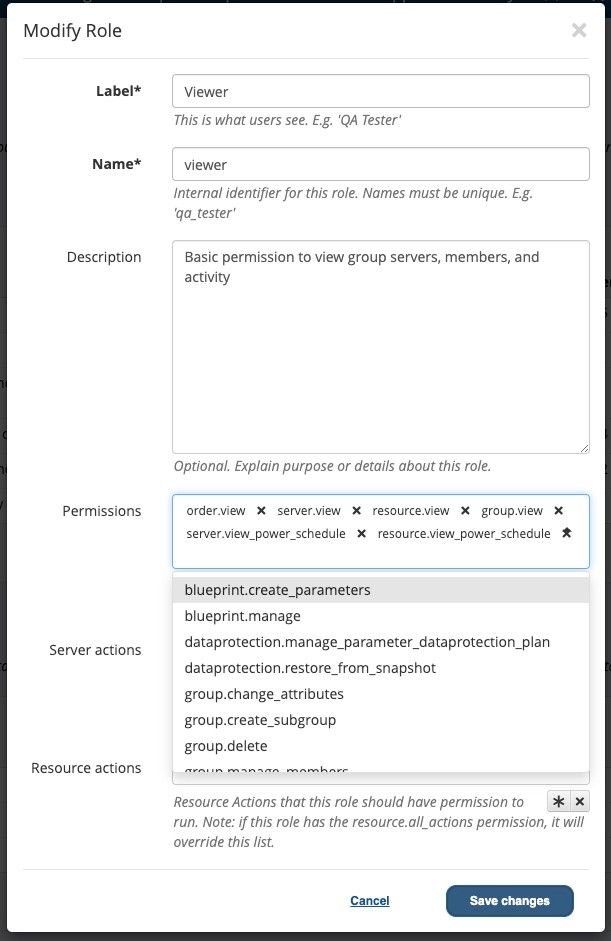 Modify Role
Label*
Viewer
This is what users see. E.g. 'QA Tester'
Name*
viewer
Internal identifier for this role. Names must be unique. E.g.
'qa_tester'
Description
Basic permission to view group servers, members, and
activity
Optional. Explain purpose or details about this role.
Permissions
order.view server.view resource.view group.view
server.view_power_schedule resource.view_power_schedule
blueprint.create_parameters
blueprint.manage
Server actions
dataprotection.manage_parameter_dataprotection_plan
dataprotection.restore_from_snapshot
group.change_attributes
group.create_subgroup
group.delete
group.manage_members
Resource actions
Resource Actions that this role should have permission to
run. Note: if this role has the resource.all_actions permission, it will
override this list.
Cancel
Save changes